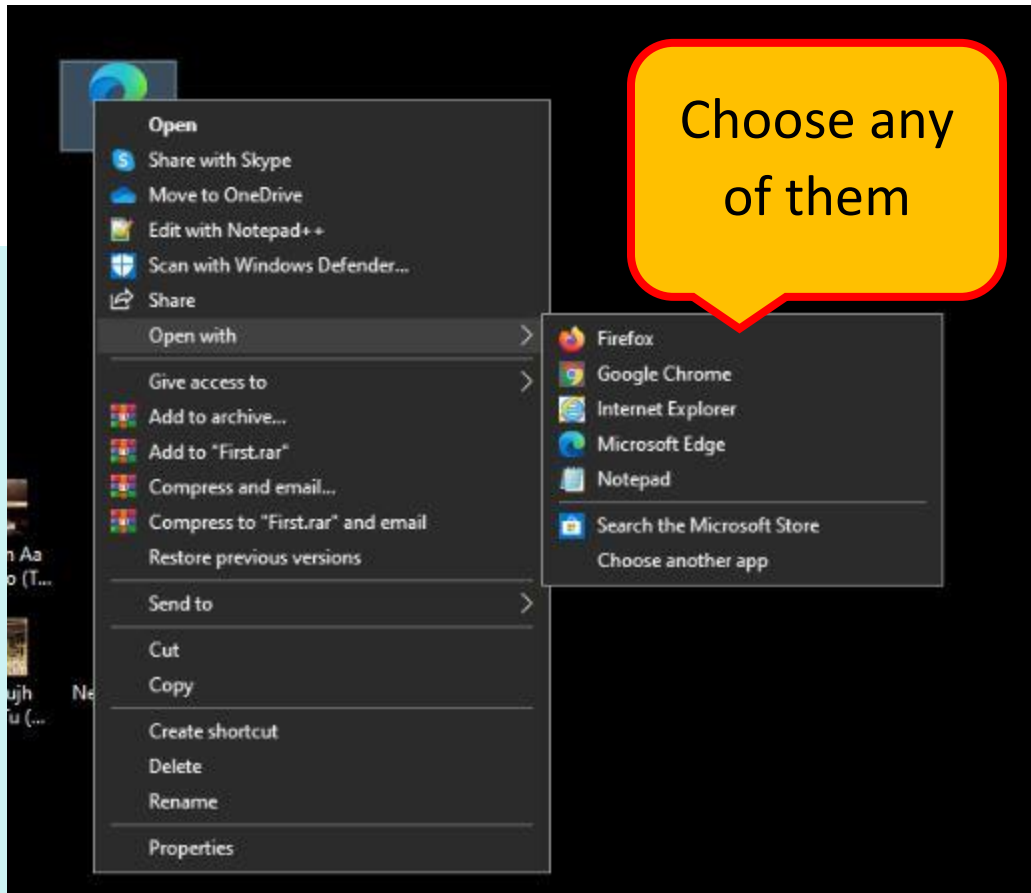 Choose any
of them
Open
Share with Skype
Move to OneDrive
Edit with Notepad++
Scan with Windows Defender...
Share
Open with
Firefox
Google Chrome
Internet Explorer
Microsoft Edge
Notepad
Search the Microsoft Store
Choose another app
Give access to
Add to archive...
Add to "First.rar"
Compress and email...
Compress to "First.rar" and email
Restore previous versions
Send to
Cut
Copy
Create shortcut
Delete
Rename
Properties
Aa
(T...
ujh
Ne
(...